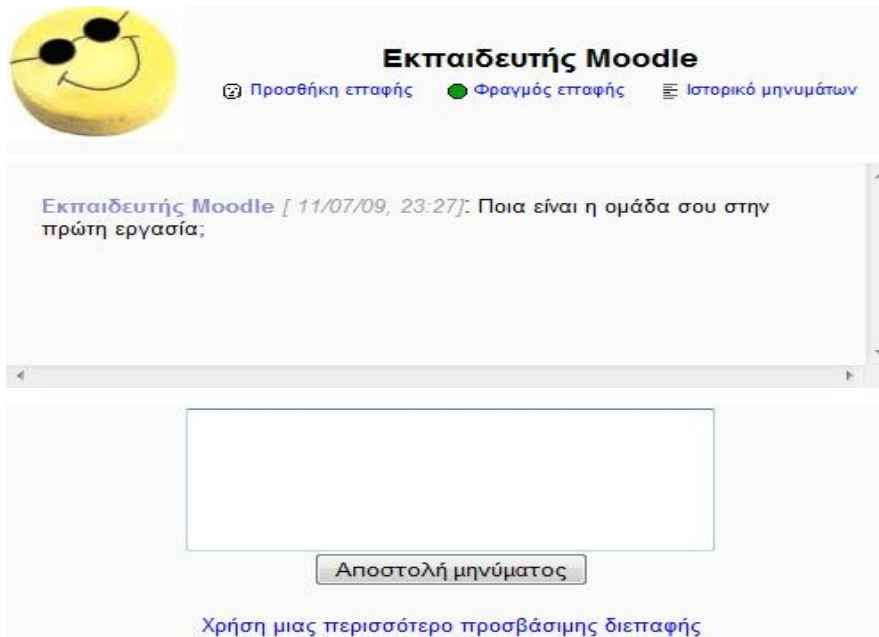 Εκπαιδευτής Moodle
Προσθήκη επαφής Φραγμός επαφής Ιστορικό μηνυμάτων
Εκπαιδευτής Moodle [ 11/07/09, 23:27]: Ποια είναι η ομάδα σου στην
πρώτη εργασία;
Αποστολή μηνύματος
Χρήση μιας περισσότερο προσβάσιμης διεπαφής